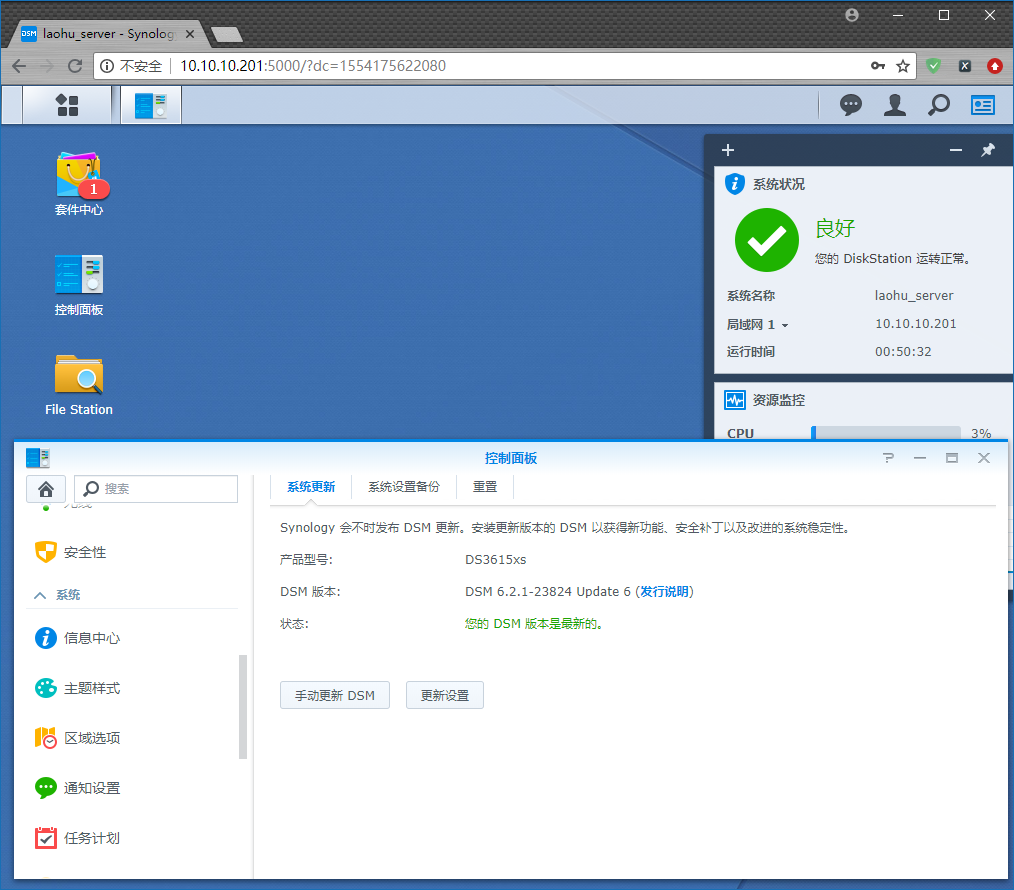 DSM laohu_server - Synolog
不安全 10.10.10.201:5000/?dc=1554175622080
1
套件中心
控制面板
File Station
系统状况
良好
您的 DiskStation 运转正常。
系统名称 laohu_server
局域网 1 10.10.10.201
运行时间 00:50:32
资源监控
CPU 3%
控制面板
搜索
安全性
系统
信息中心
主题样式
区域选项
通知设置
任务计划
系统更新 系统设置备份 重置
Synology 会不时发布 DSM 更新。安装更新版本的 DSM 以获得新功能、安全补丁以及改进的系统稳定性。
产品型号: DS3615xs
DSM 版本: DSM 6.2.1-23824 Update 6 (发行说明)
状态: 您的 DSM 版本是最新的。
手动更新 DSM 更新设置